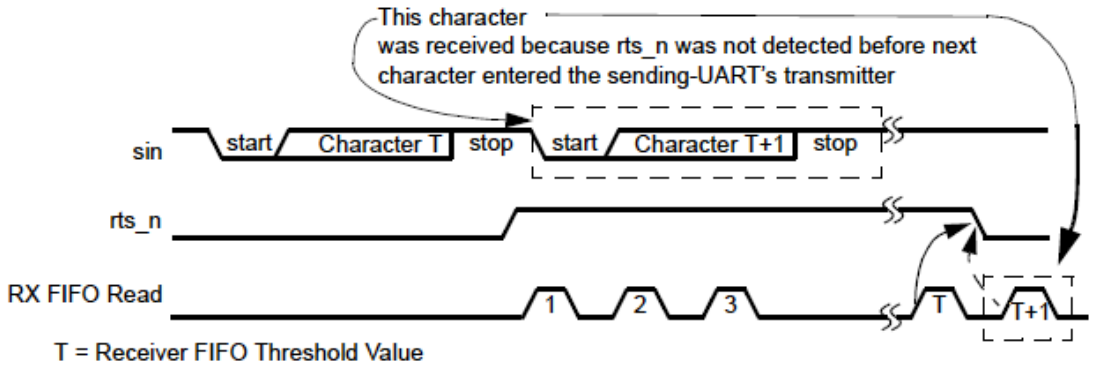 This character
was received because rts_n was not detected before next
character entered the sending-UART's transmitter
sin
start
Character T
stop
start
Character T+1
stop
rts_n
RX FIFO Read
1
2
3
T
T+1
T = Receiver FIFO Threshold Value